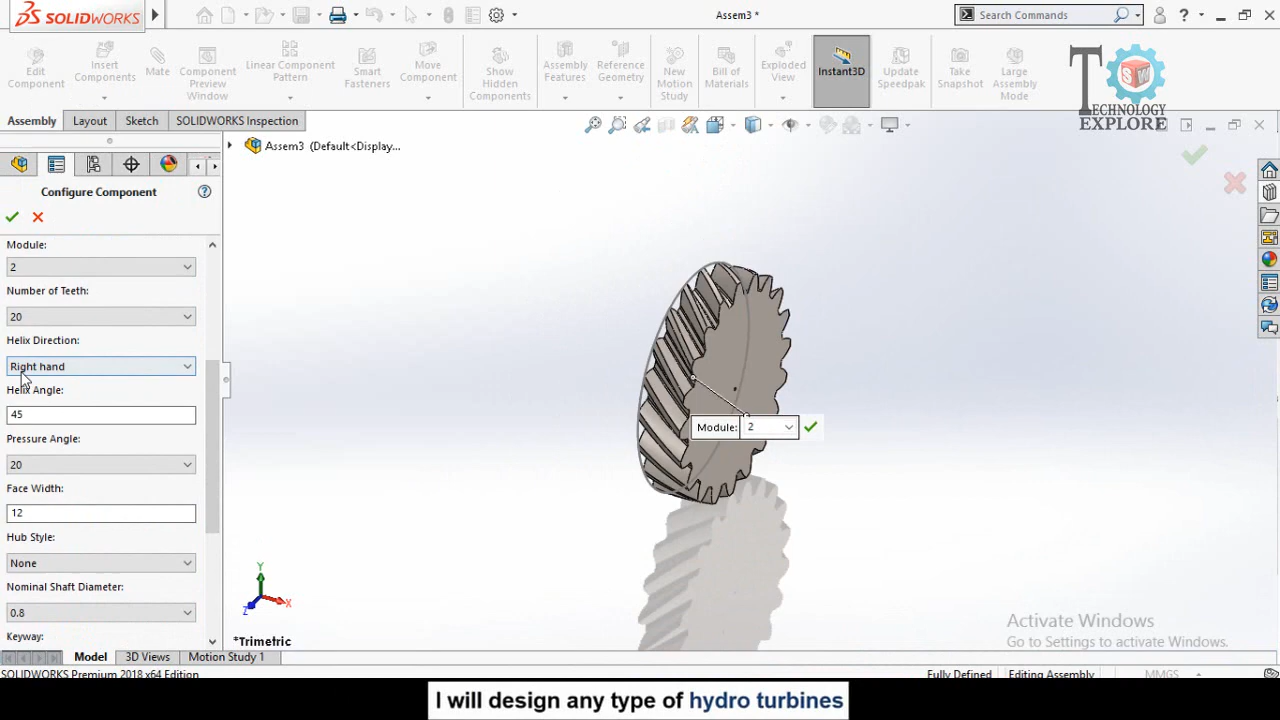 SOLIDWORKS
Assem3 *
Search Commands
Edit Component
Insert Components
Mate
Component Preview Window
Linear Component Pattern
Smart Fasteners
Move Component
Show Hidden Components
Assembly Features
Reference Geometry
New Motion Study
Bill of Materials
Exploded View
Instant3D
Update Speedpak
Take Snapshot
Large Assembly Mode
TECHNOLOGY
EXPLORE
SW
Assembly
Layout
Sketch
SOLIDWORKS Inspection
Assem3 (Default<Display...
Configure Component
Module:
2
Number of Teeth:
20
Helix Direction:
Right hand
Helix Angle:
45
Pressure Angle:
20
Face Width:
12
Hub Style:
None
Nominal Shaft Diameter:
0.8
Keyway:
Module: 2
Y
X
Z
*Trimetric
Activate Windows
Go to Settings to activate Windows.
Model
3D Views
Motion Study 1
SOLIDWORKS Premium 2018 x64 Edition
Fully Defined
Editing Assembly
MMGS
I will design any type of hydro turbines